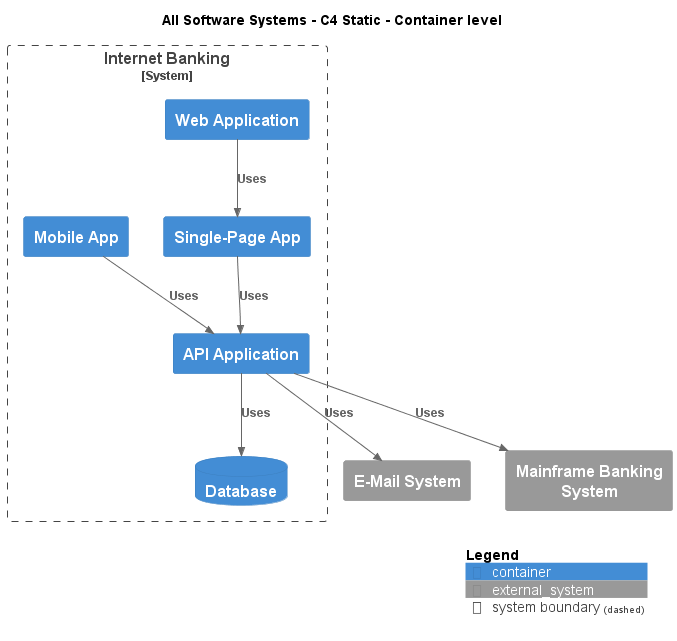 All Software Systems - C4 Static - Container level
Internet Banking
[System]
Web Application
Uses
Mobile App
Single-Page App
Uses
Uses
API Application
Uses
Uses
Uses
Database
E-Mail System
Mainframe Banking
System
Legend
container
external_system
system boundary (dashed)